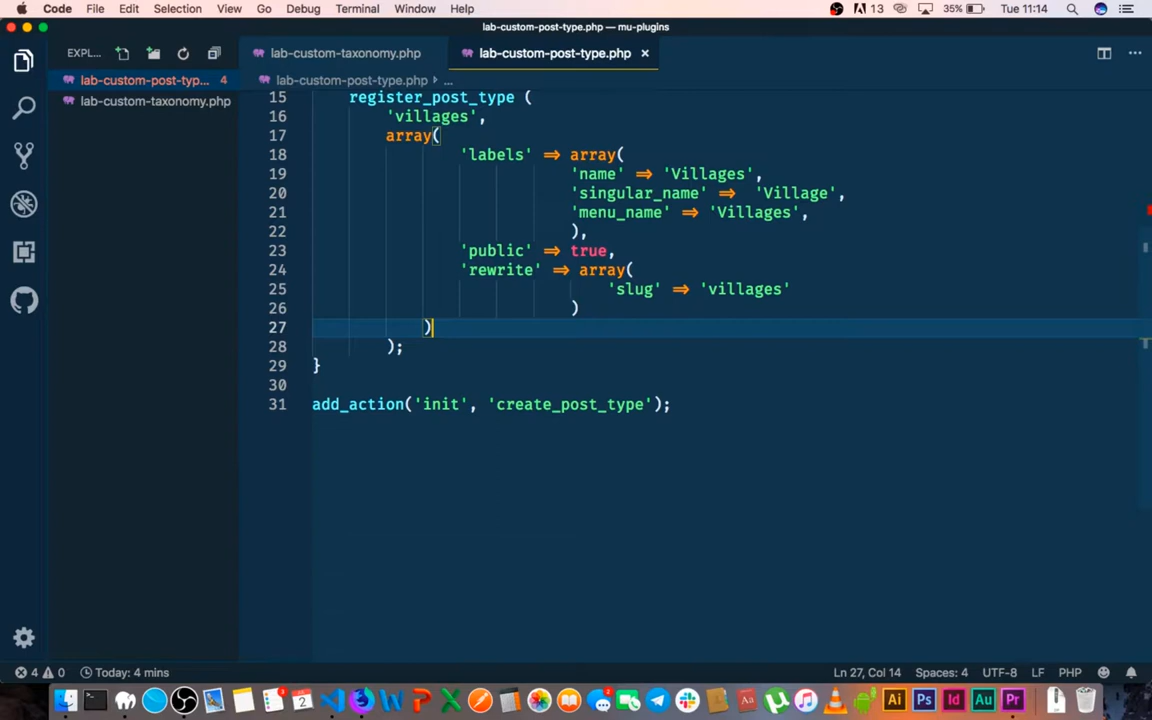 Code File Edit Selection View Go Debug Terminal Window Help 13 35% Tue 11:14
lab-custom-post-type.php — mu-plugins
EXPL... lab-custom-taxonomy.php lab-custom-post-type.php ×
lab-custom-post-typ... 4 lab-custom-post-type.php › ...
lab-custom-taxonomy.php
15 register_post_type (
16 'villages',
17 array(
18 'labels' => array(
19 'name' => 'Villages',
20 'singular_name' => 'Village',
21 'menu_name' => 'Villages',
22 ),
23 'public' => true,
24 'rewrite' => array(
25 'slug' => 'villages'
26 )
27 )
28 );
29 }
30
31 add_action('init', 'create_post_type');
4 0 Today: 4 mins Ln 27, Col 14 Spaces: 4 UTF-8 LF PHP